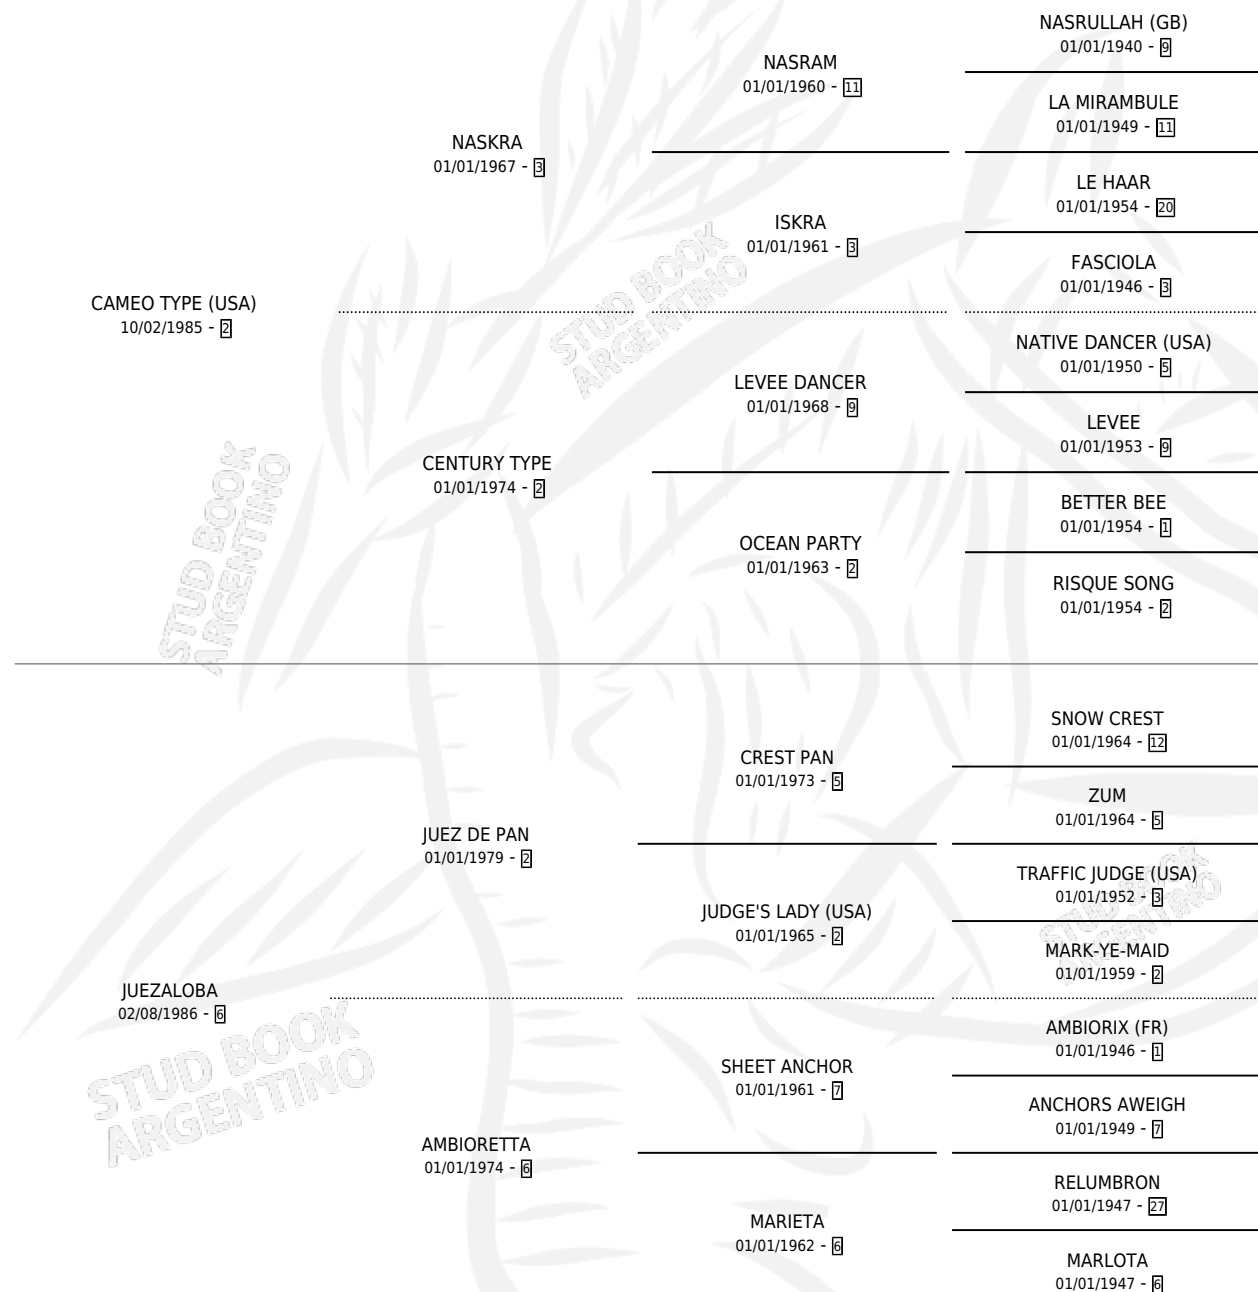 NASRULLAH (GB)
01/01/1940 - 9
NASRAM
01/01/1960 - 11
LA MIRAMBULE
01/01/1949 - 11
NASKRA
01/01/1967 - 3
LE HAAR
01/01/1954 - 20
ISKRA
01/01/1961 - 3
FASCIOLA
01/01/1946 - 3
CAMEO TYPE (USA)
10/02/1985 - 2
STUD BOOK
ARGENTINO
NATIVE DANCER (USA)
01/01/1950 - 5
LEVEE DANCER
01/01/1968 - 9
LEVEE
01/01/1953 - 9
CENTURY TYPE
01/01/1974 - 2
BETTER BEE
01/01/1954 - 1
OCEAN PARTY
01/01/1963 - 2
RISQUE SONG
01/01/1954 - 2
STUD BOOK
ARGENTINO
SNOW CREST
01/01/1964 - 12
CREST PAN
01/01/1973 - 5
ZUM
01/01/1964 - 5
JUEZ DE PAN
01/01/1979 - 2
TRAFFIC JUDGE (USA)
01/01/1952 - 3
JUDGE'S LADY (USA)
01/01/1965 - 2
STUD BOOK
ARGENTINO
MARK-YE-MAID
01/01/1959 - 2
JUEZALOBA
02/08/1986 - 6
AMBIORIX (FR)
01/01/1946 - 1
SHEET ANCHOR
01/01/1961 - 7
STUD BOOK
ARGENTINO
ANCHORS AWEIGH
01/01/1949 - 7
AMBIORETTA
01/01/1974 - 6
RELUMBRON
01/01/1947 - 27
MARIETA
01/01/1962 - 6
MARLOTA
01/01/1947 - 6